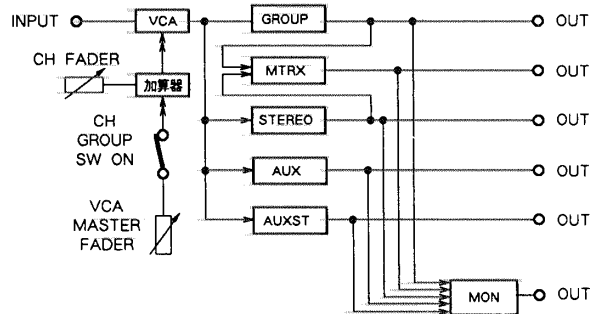 INPUT
VCA
GROUP
OUT
CH FADER
加算器
MTRX
OUT
CH
GROUP
SW ON
STEREO
OUT
AUX
OUT
VCA
MASTER
FADER
AUXST
OUT
MON
OUT